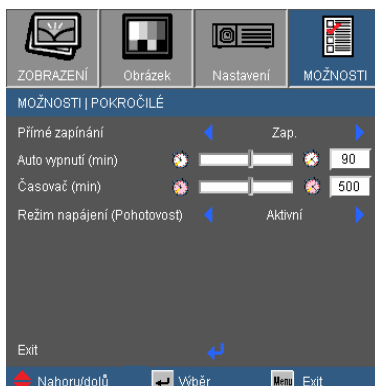 ZOBRAZENÍ Obrázek Nastavení MOŽNOSTI
MOŽNOSTI | POKROČILÉ
Přímé zapínání Zap.
Auto vypnutí (min) 90
Časovač (min) 500
Režim napájení (Pohotovost) Aktivní
Exit
Nahoru/dolů Výběr Menu Exit